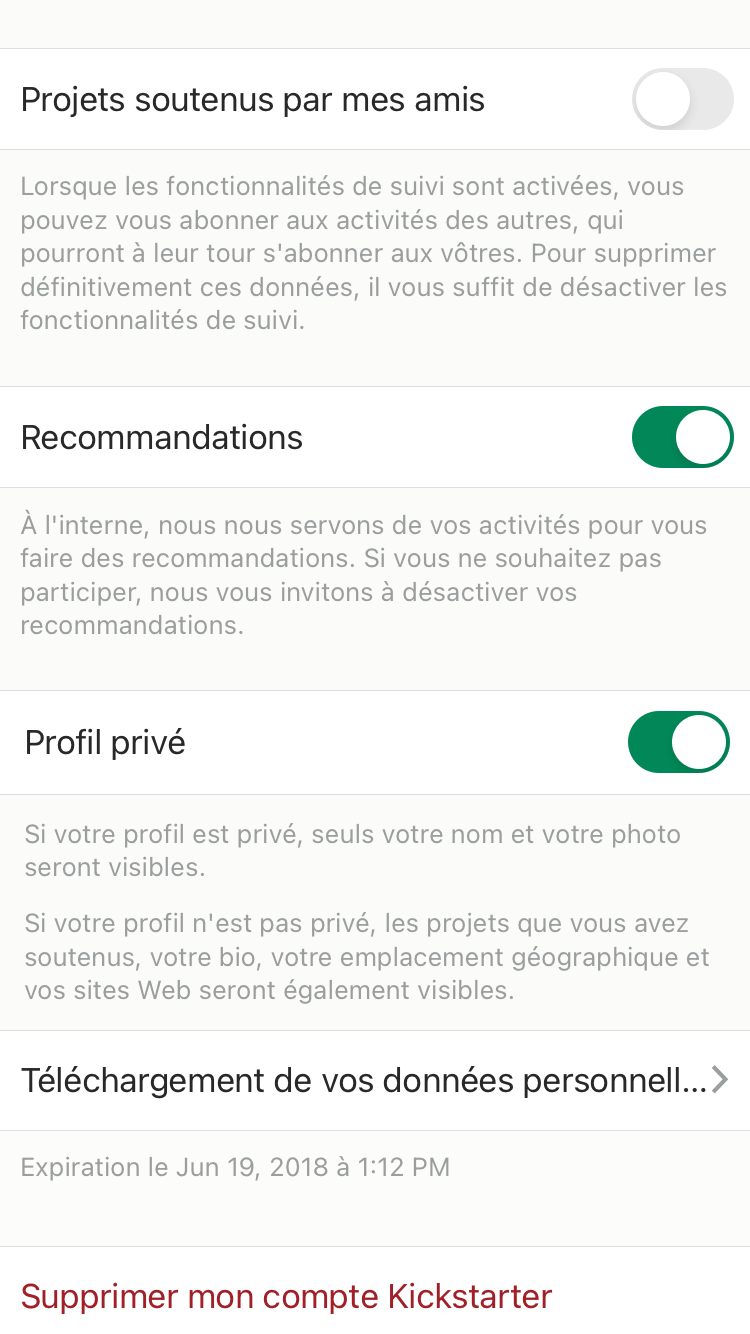 Projets soutenus par mes amis
Lorsque les fonctionnalités de suivi sont activées, vous
pouvez vous abonner aux activités des autres, qui
pourront à leur tour s'abonner aux vôtres. Pour supprimer
définitivement ces données, il vous suffit de désactiver les
fonctionnalités de suivi.
Recommandations
À l'interne, nous nous servons de vos activités pour vous
faire des recommandations. Si vous ne souhaitez pas
participer, nous vous invitons à désactiver vos
recommandations.
Profil privé
Si votre profil est privé, seuls votre nom et votre photo
seront visibles.
Si votre profil n'est pas privé, les projets que vous avez
soutenus, votre bio, votre emplacement géographique et
vos sites Web seront également visibles.
Téléchargement de vos données personnell...
Expiration le Jun 19, 2018 à 1:12 PM
Supprimer mon compte Kickstarter